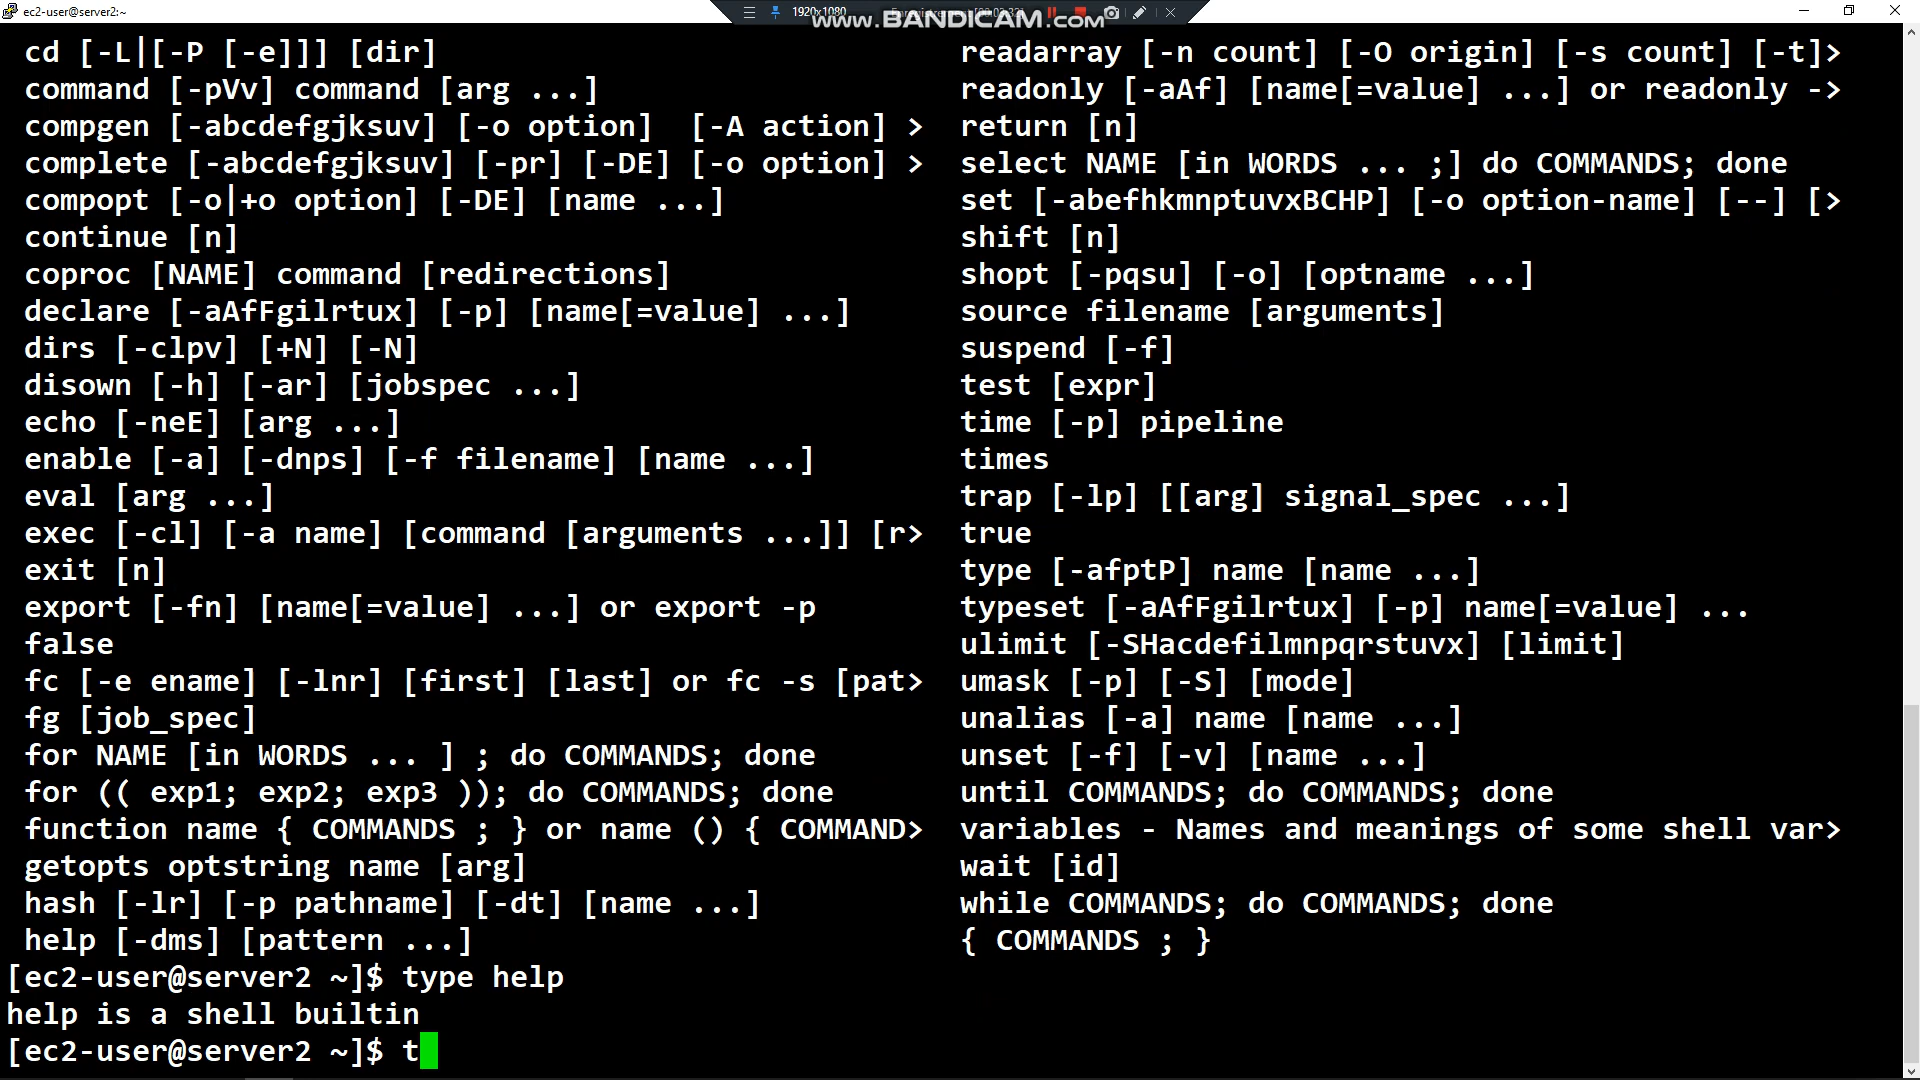 ec2-user@server2:~
1920x1080
www.BANDICAM.com
cd [-L|[-P [-e]]] [dir] readarray [-n count] [-O origin] [-s count] [-t]>
command [-pVv] command [arg ...] readonly [-aAf] [name[=value] ...] or readonly ->
compgen [-abcdefgjksuv] [-o option]  [-A action] > return [n]
complete [-abcdefgjksuv] [-pr] [-DE] [-o option] > select NAME [in WORDS ... ;] do COMMANDS; done
compopt [-o|+o option] [-DE] [name ...] set [-abefhkmnptuvxBCHP] [-o option-name] [--] [>
continue [n] shift [n]
coproc [NAME] command [redirections] shopt [-pqsu] [-o] [optname ...]
declare [-aAfFgilrtux] [-p] [name[=value] ...] source filename [arguments]
dirs [-clpv] [+N] [-N] suspend [-f]
disown [-h] [-ar] [jobspec ...] test [expr]
echo [-neE] [arg ...] time [-p] pipeline
enable [-a] [-dnps] [-f filename] [name ...] times
eval [arg ...] trap [-lp] [[arg] signal_spec ...]
exec [-cl] [-a name] [command [arguments ...]] [r> true
exit [n] type [-afptP] name [name ...]
export [-fn] [name[=value] ...] or export -p typeset [-aAfFgilrtux] [-p] name[=value] ...
false ulimit [-SHacdefilmnpqrstuvx] [limit]
fc [-e ename] [-lnr] [first] [last] or fc -s [pat> umask [-p] [-S] [mode]
fg [job_spec] unalias [-a] name [name ...]
for NAME [in WORDS ... ] ; do COMMANDS; done unset [-f] [-v] [name ...]
for (( exp1; exp2; exp3 )); do COMMANDS; done until COMMANDS; do COMMANDS; done
function name { COMMANDS ; } or name () { COMMAND> variables - Names and meanings of some shell var>
getopts optstring name [arg] wait [id]
hash [-lr] [-p pathname] [-dt] [name ...] while COMMANDS; do COMMANDS; done
help [-dms] [pattern ...] { COMMANDS ; }
[ec2-user@server2 ~]$ type help
help is a shell builtin
[ec2-user@server2 ~]$ t